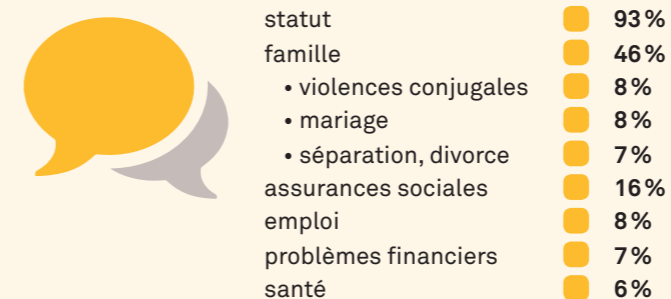 statut 93 %
famille 46 %
• violences conjugales 8 %
• mariage 8 %
• séparation, divorce 7 %
assurances sociales 16 %
emploi 8 %
problèmes financiers 7 %
santé 6 %